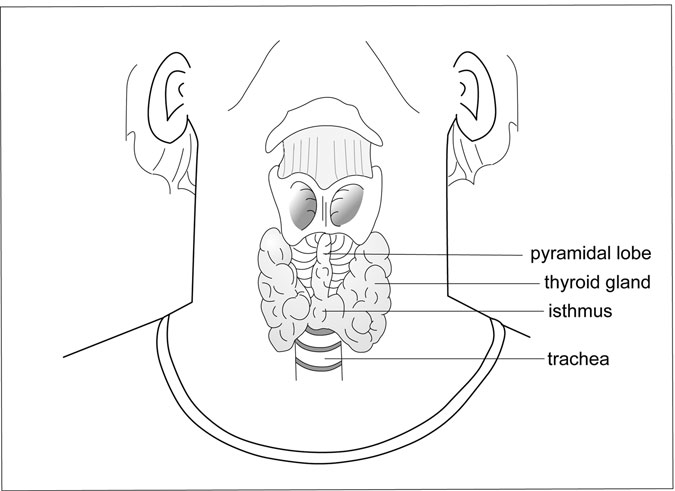 pyramidal lobe
thyroid gland
isthmus
trachea